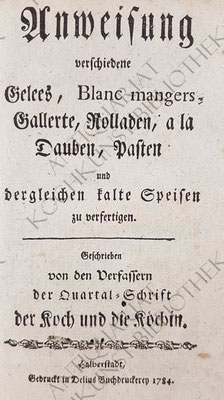 Anweisung
verschiedene
Gelees, Blanc mangers,
Gallerte, Rolladen, a la
Dauben, Pasten
und
dergleichen kalte Speisen
zu verfertigen.
Geschrieben
von den Verfassern
der Quartal-Schrift
der Koch und die Köchin.
Halberstadt,
Gedruckt in Delius Buchdruckerey 1784.